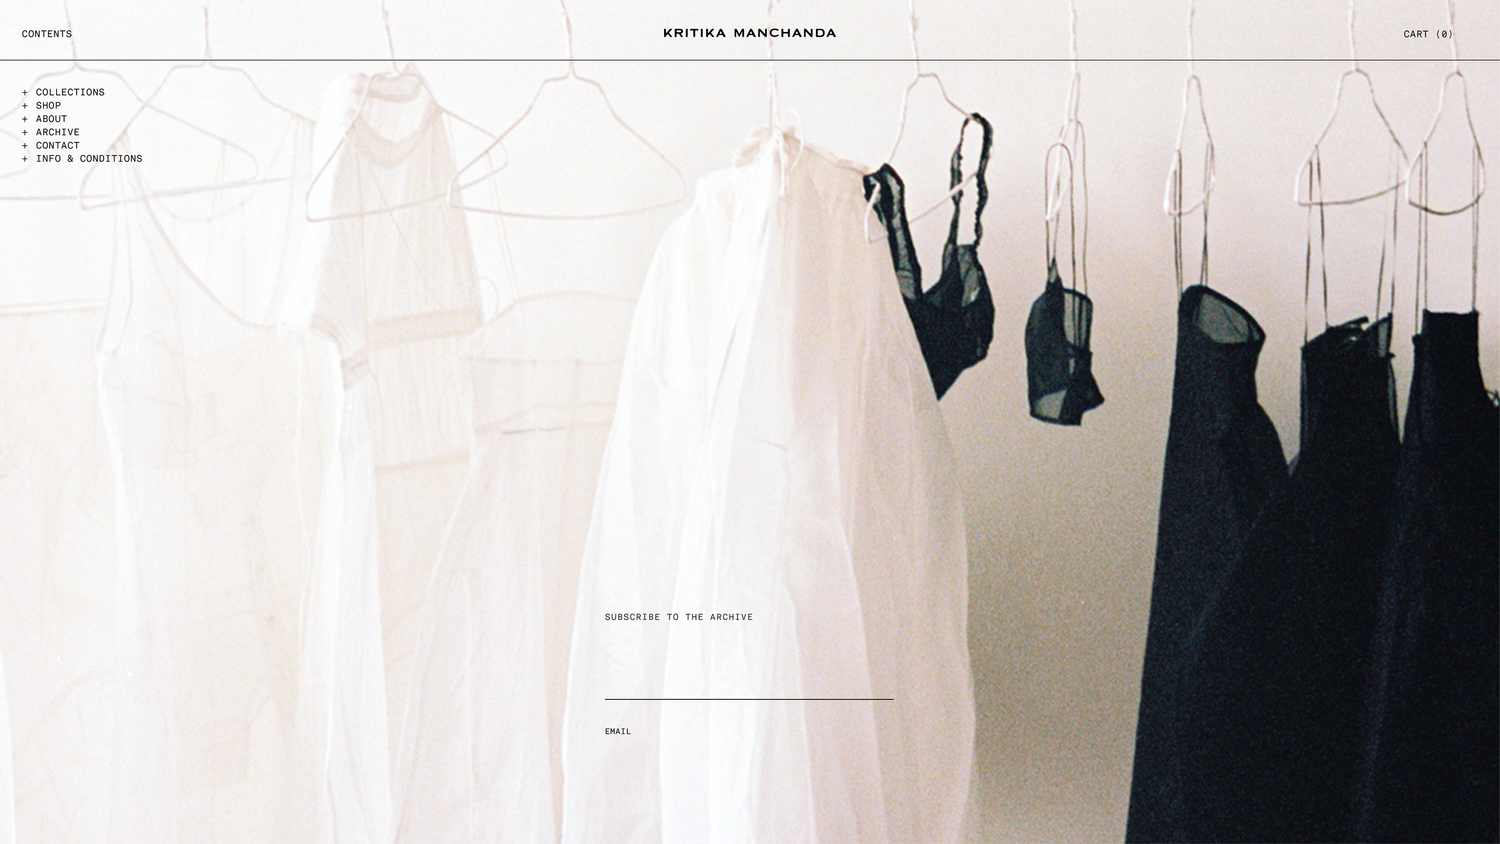 CONTENTS
KRITIKA MANCHANDA
CART (0)
+ COLLECTIONS
+ SHOP
+ ABOUT
+ ARCHIVE
+ CONTACT
+ INFO & CONDITIONS
SUBSCRIBE TO THE ARCHIVE
EMAIL